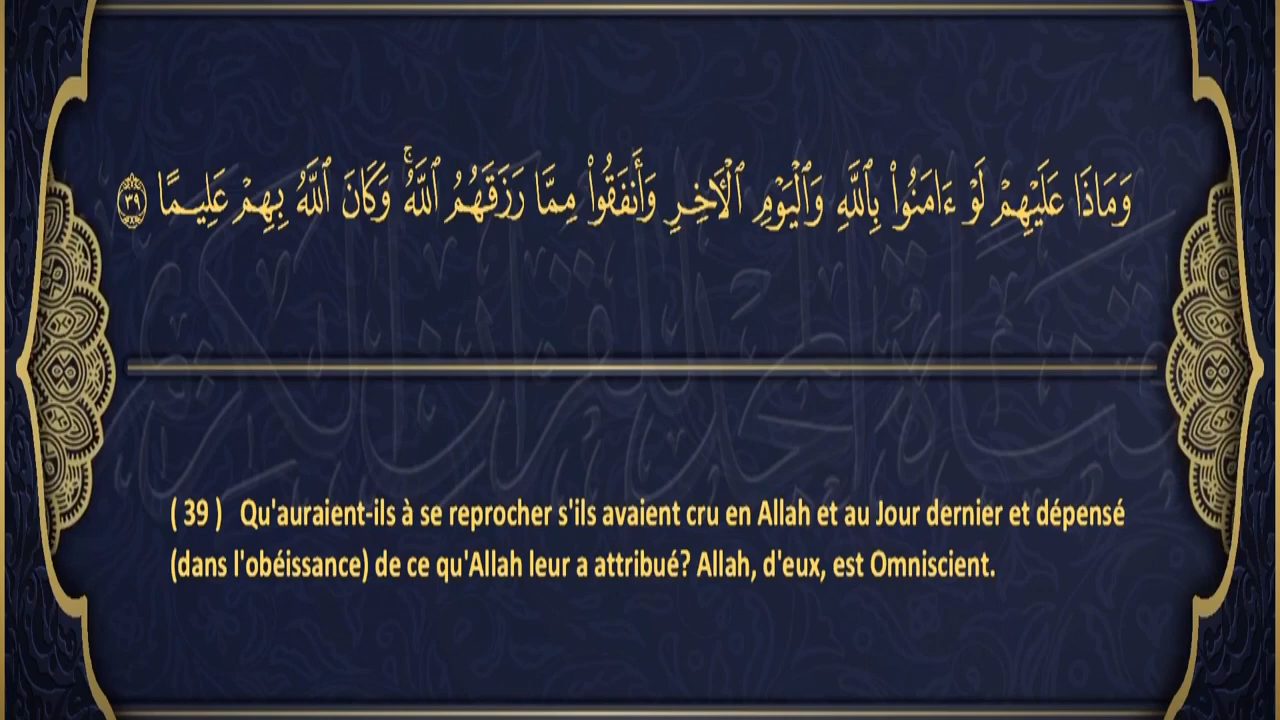 وَمَاذَا عَلَيْهِمْ لَوْ ءَامَنُوا۟ بِٱللَّهِ وَٱلْيَوْمِ ٱلْـَٔاخِرِ وَأَنفَقُوا۟ مِمَّا رَزَقَهُمُ ٱللَّهُ ۚ وَكَانَ ٱللَّهُ بِهِمْ عَلِيمًا ٣٩
( 39 ) Qu'auraient-ils à se reprocher s'ils avaient cru en Allah et au Jour dernier et dépensé
(dans l'obéissance) de ce qu'Allah leur a attribué? Allah, d'eux, est Omniscient.